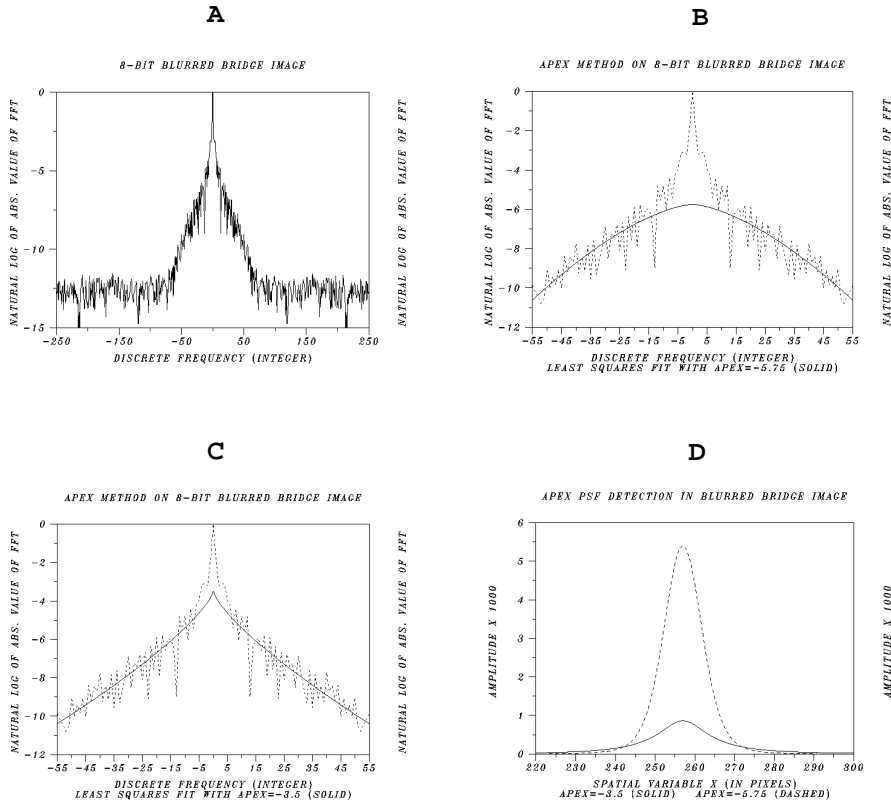 A
8-BIT BLURRED BRIDGE IMAGE
NATURAL LOG OF ABS. VALUE OF FFT
0
-5
-10
-15
-250
-150
-50
50
150
250
DISCRETE FREQUENCY (INTEGER)
NATURAL LOG OF ABS. VALUE OF FFT
B
APEX METHOD ON 8-BIT BLURRED BRIDGE IMAGE
NATURAL LOG OF ABS. VALUE OF FFT
0
-2
-4
-6
-8
-10
-12
-55
-45
-35
-25
-15
-5
5
15
25
35
45
55
DISCRETE FREQUENCY (INTEGER)
LEAST SQUARES FIT WITH APEX=-5.75 (SOLID)
NATURAL LOG OF ABS. VALUE OF FFT
C
APEX METHOD ON 8-BIT BLURRED BRIDGE IMAGE
NATURAL LOG OF ABS. VALUE OF FFT
0
-2
-4
-6
-8
-10
-12
-55
-45
-35
-25
-15
-5
5
15
25
35
45
55
DISCRETE FREQUENCY (INTEGER)
LEAST SQUARES FIT WITH APEX=-3.5 (SOLID)
NATURAL LOG OF ABS. VALUE OF FFT
D
APEX PSF DETECTION IN BLURRED BRIDGE IMAGE
AMPLITUDE X 1000
6
5
4
3
2
1
0
220
230
240
250
260
270
280
290
300
SPATIAL VARIABLE X (IN PIXELS)
APEX=-3.5 (SOLID) APEX=-5.75 (DASHED)
AMPLITUDE X 1000